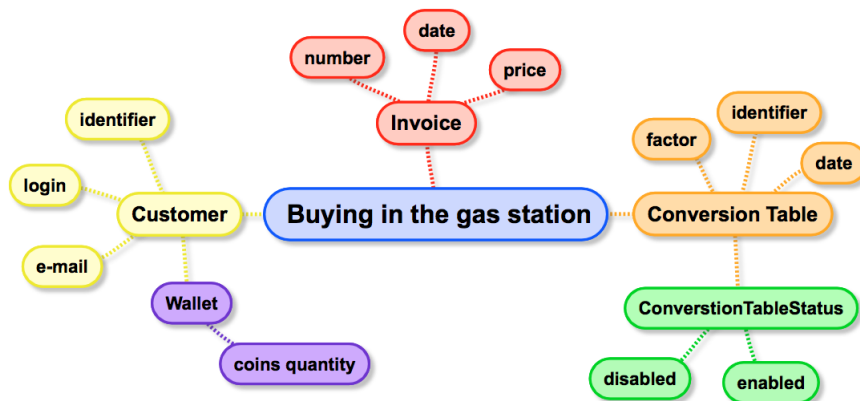 date
number
price
Invoice
identifier
identifier
factor
date
login
Customer
Buying in the gas station
Conversion Table
e-mail
Wallet
ConverstionTableStatus
coins quantity
disabled
enabled